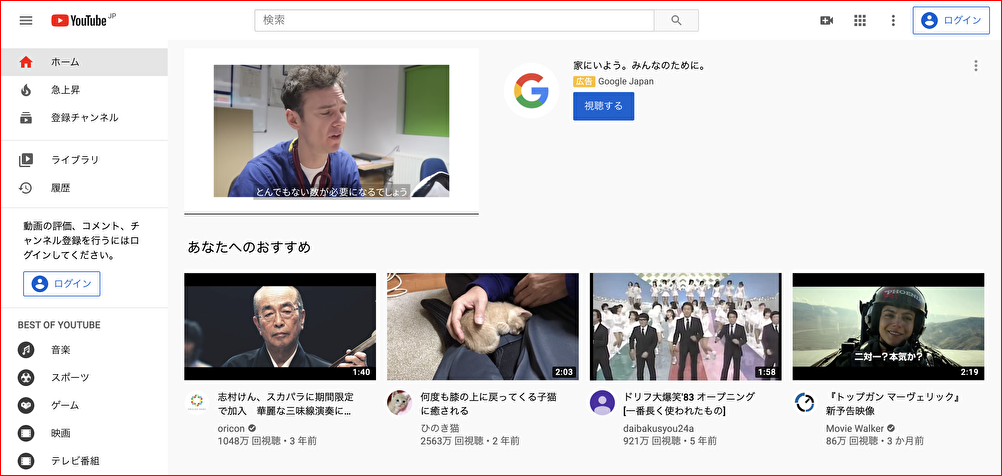 YouTube JP
検索
ログイン
ホーム
急上昇
登録チャンネル
ライブラリ
履歴
動画の評価、コメント、チ
ャンネル登録を行うにはロ
グインしてください。
ログイン
BEST OF YOUTUBE
音楽
スポーツ
ゲーム
映画
テレビ番組
とんでもない数が必要になるでしょう
家にいよう。みんなのために。
広告 Google Japan
視聴する
あなたへのおすすめ
1:40
志村けん、スカパラに期間限定
で加入　華麗な三味線演奏に...
oricon
1048万 回視聴・3 年前
2:03
何度も膝の上に戻ってくる子猫
に癒される
ひのき猫
2563万 回視聴・2 年前
1:58
ドリフ大爆笑'83 オープニング
[一番長く使われたもの]
daibakusyou24a
921万 回視聴・5 年前
PHOENIX
二対一？本気か？
2:19
『トップガン マーヴェリック』
新予告映像
Movie Walker
86万 回視聴・3 か月前